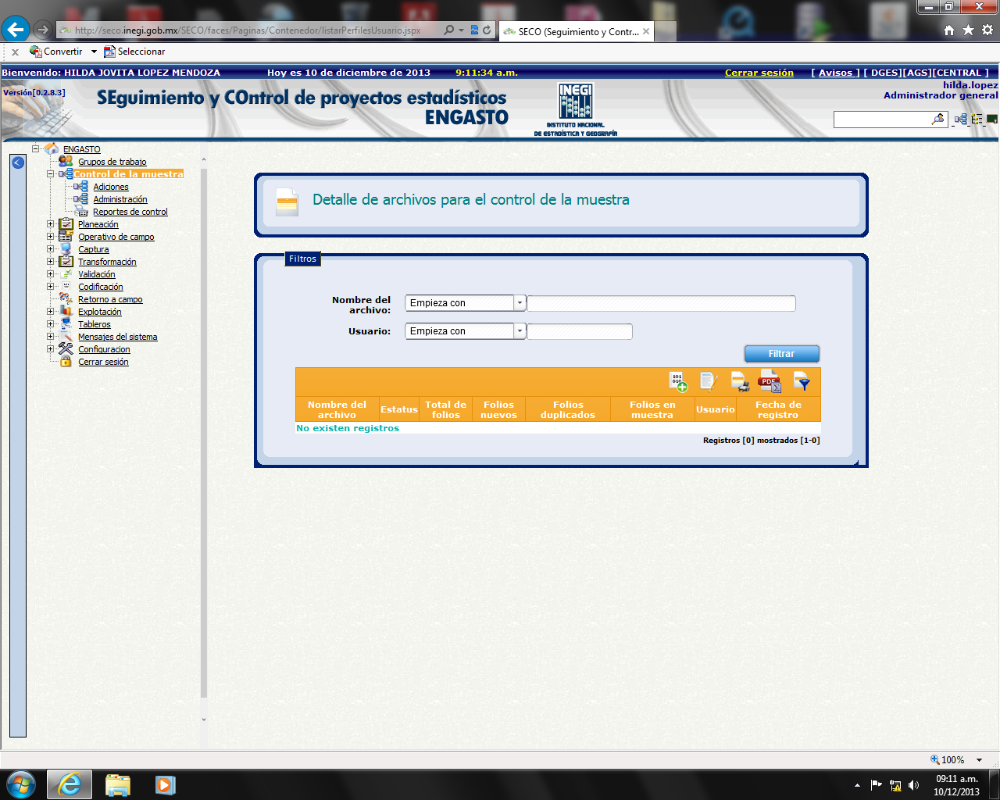 http://seco.inegi.gob.mx/SECO/faces/Paginas/Contenedor/listarPerfilesUsuario.jspx
SECO (Seguimiento y Contr...
Convertir
Seleccionar
Bienvenido: HILDA JOVITA LOPEZ MENDOZA
Hoy es 10 de diciembre de 2013
9:11:34 a.m.
Cerrar sesión
[ Avisos ] [ DGES][AGS][CENTRAL ]
hilda.lopez
Administrador general
Versión[0.2.8.3]
SEguimiento y COntrol de proyectos estadísticos
ENGASTO
INEGI
INSTITUTO NACIONAL
DE ESTADÍSTICA Y GEOGRAFÍA
ENGASTO
Grupos de trabajo
Control de la muestra
Adiciones
Administración
Reportes de control
Planeación
Operativo de campo
Captura
Transformación
Validación
Codificación
Retorno a campo
Explotación
Tableros
Mensajes del sistema
Configuracion
Cerrar sesión
Detalle de archivos para el control de la muestra
Filtros
Nombre del
archivo:
Empieza con
Usuario:
Empieza con
Filtrar
101
010
PDF
Nombre del
archivo
Estatus
Total de
folios
Folios
nuevos
Folios
duplicados
Folios en
muestra
Usuario
Fecha de
registro
No existen registros
Registros [0] mostrados [1-0]
100%
09:11 a.m.
10/12/2013